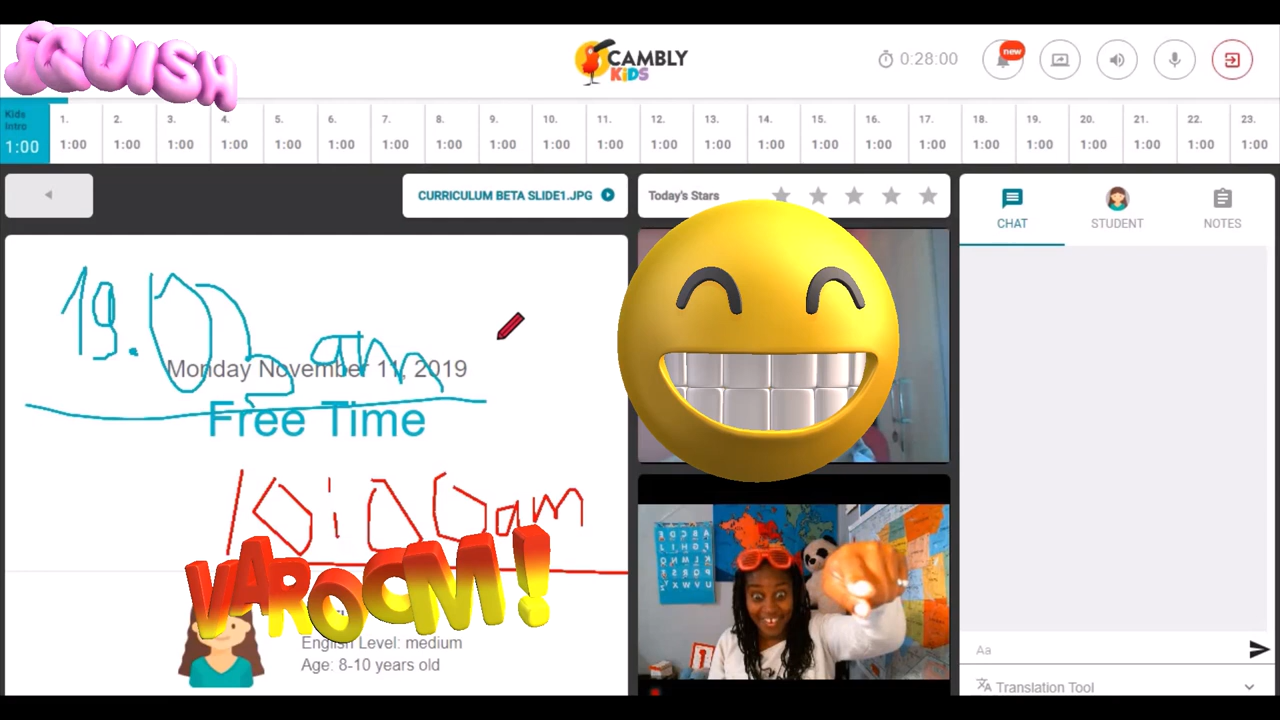 SQUISH
CAMBLY
KiDS
0:28:00
new
Kids Intro
1:00
1. 2. 3. 4. 5. 6. 7. 8. 9. 10. 11. 12. 13. 14. 15. 16. 17. 18. 19. 20. 21. 22. 23.
1:00 1:00 1:00 1:00 1:00 1:00 1:00 1:00 1:00 1:00 1:00 1:00 1:00 1:00 1:00 1:00 1:00 1:00 1:00 1:00 1:00 1:00 1:00
CURRICULUM BETA SLIDE1.JPG
Today's Stars
CHAT
STUDENT
NOTES
Monday November 11, 2019
Free Time
VAROOM!
English Level: medium
Age: 8-10 years old
Aa
Translation Tool